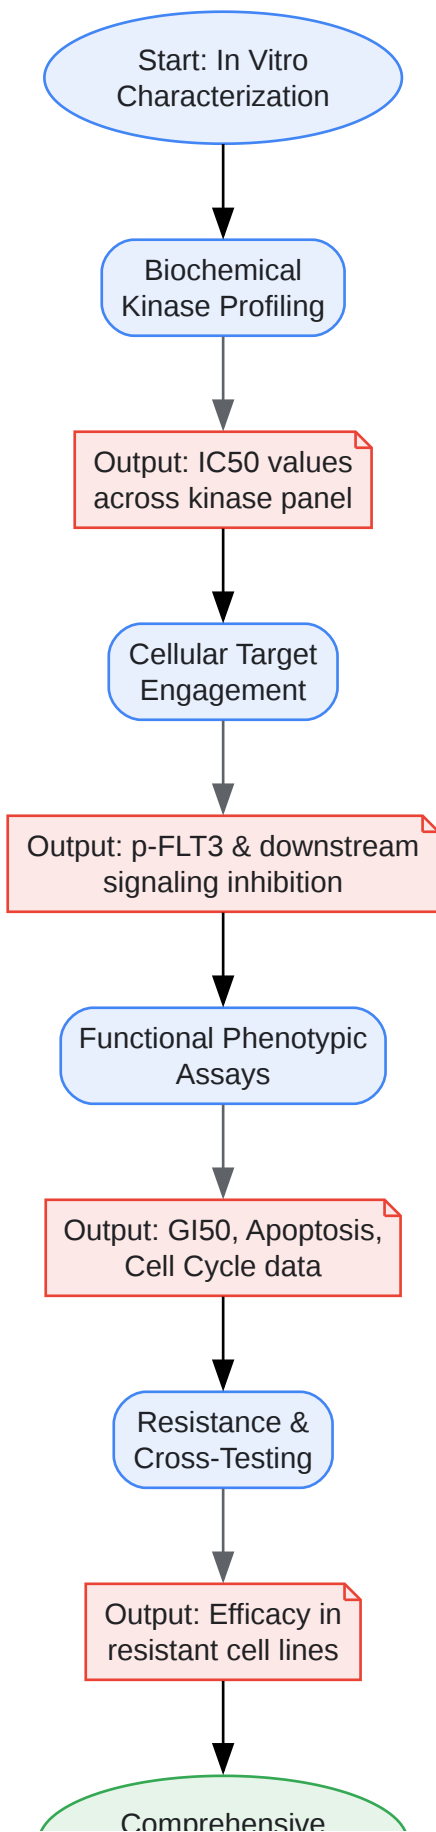 Start: In Vitro
Characterization
Biochemical
Kinase Profiling
Output: IC50 values
across kinase panel
Cellular Target
Engagement
Output: p-FLT3 & downstream
signaling inhibition
Functional Phenotypic
Assays
Output: GI50, Apoptosis,
Cell Cycle data
Resistance &
Cross-Testing
Output: Efficacy in
resistant cell lines
Comprehensive